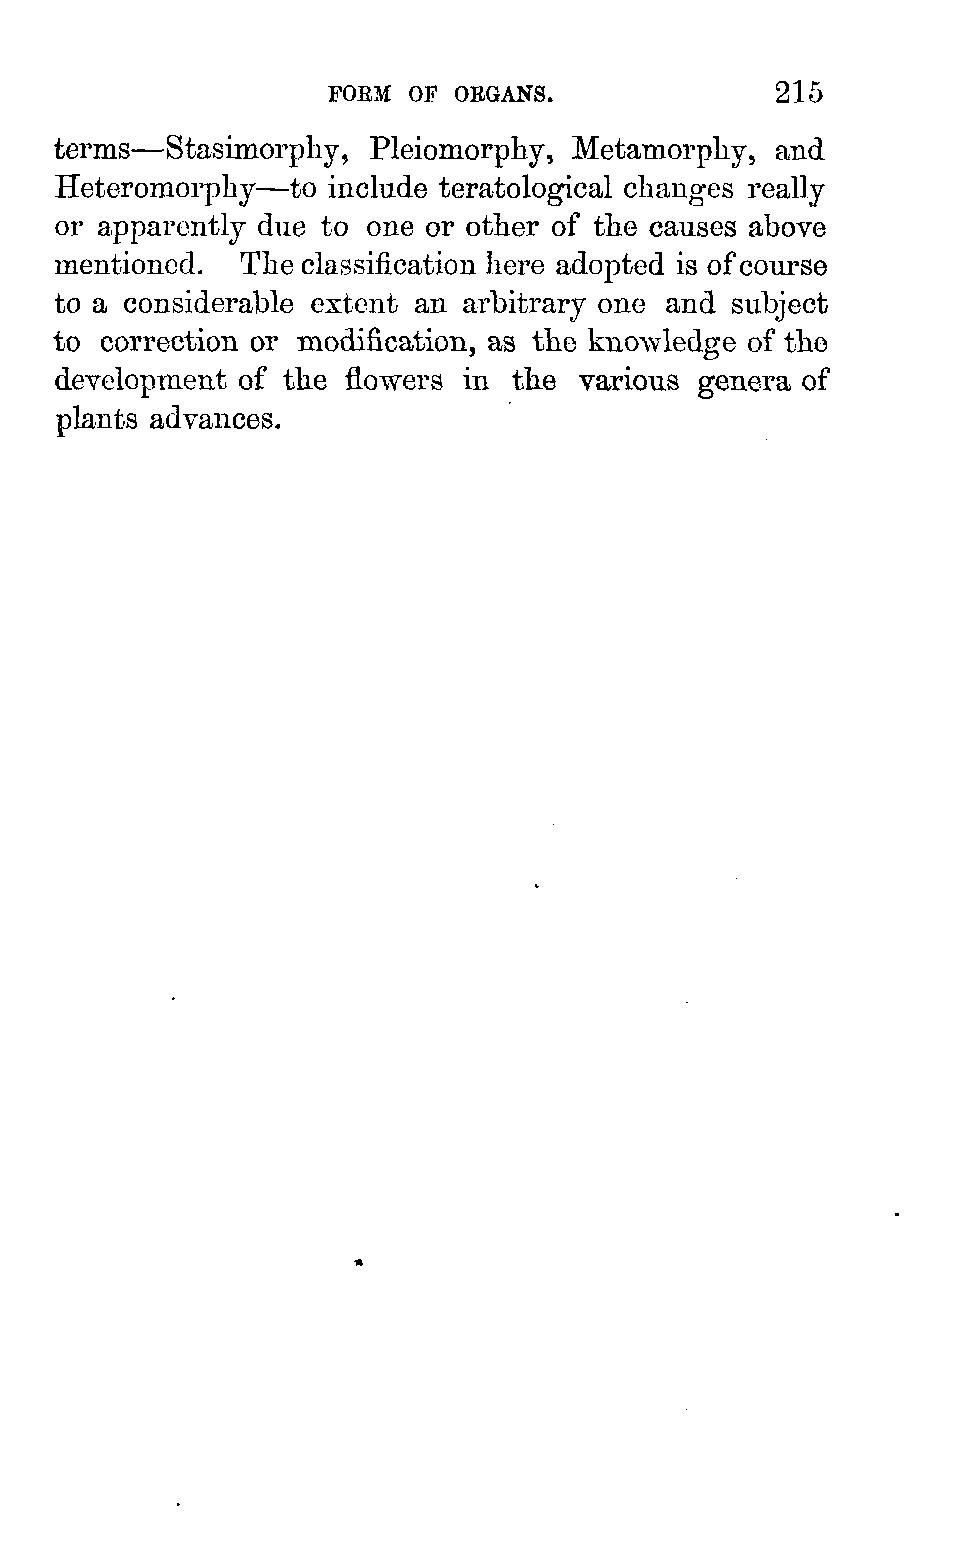 FORM OF ORGANS. 215
terms—Stasimorphy, Pleiomorphy, Metamorphy, and
Heteromorphy—to include teratological changes really
or apparently due to one or other of the causes above
mentioned. The classification here adopted is of course
to a considerable extent an arbitrary one and subject
to correction or modification, as the knowledge of the
development of the flowers in the various genera of
plants advances.